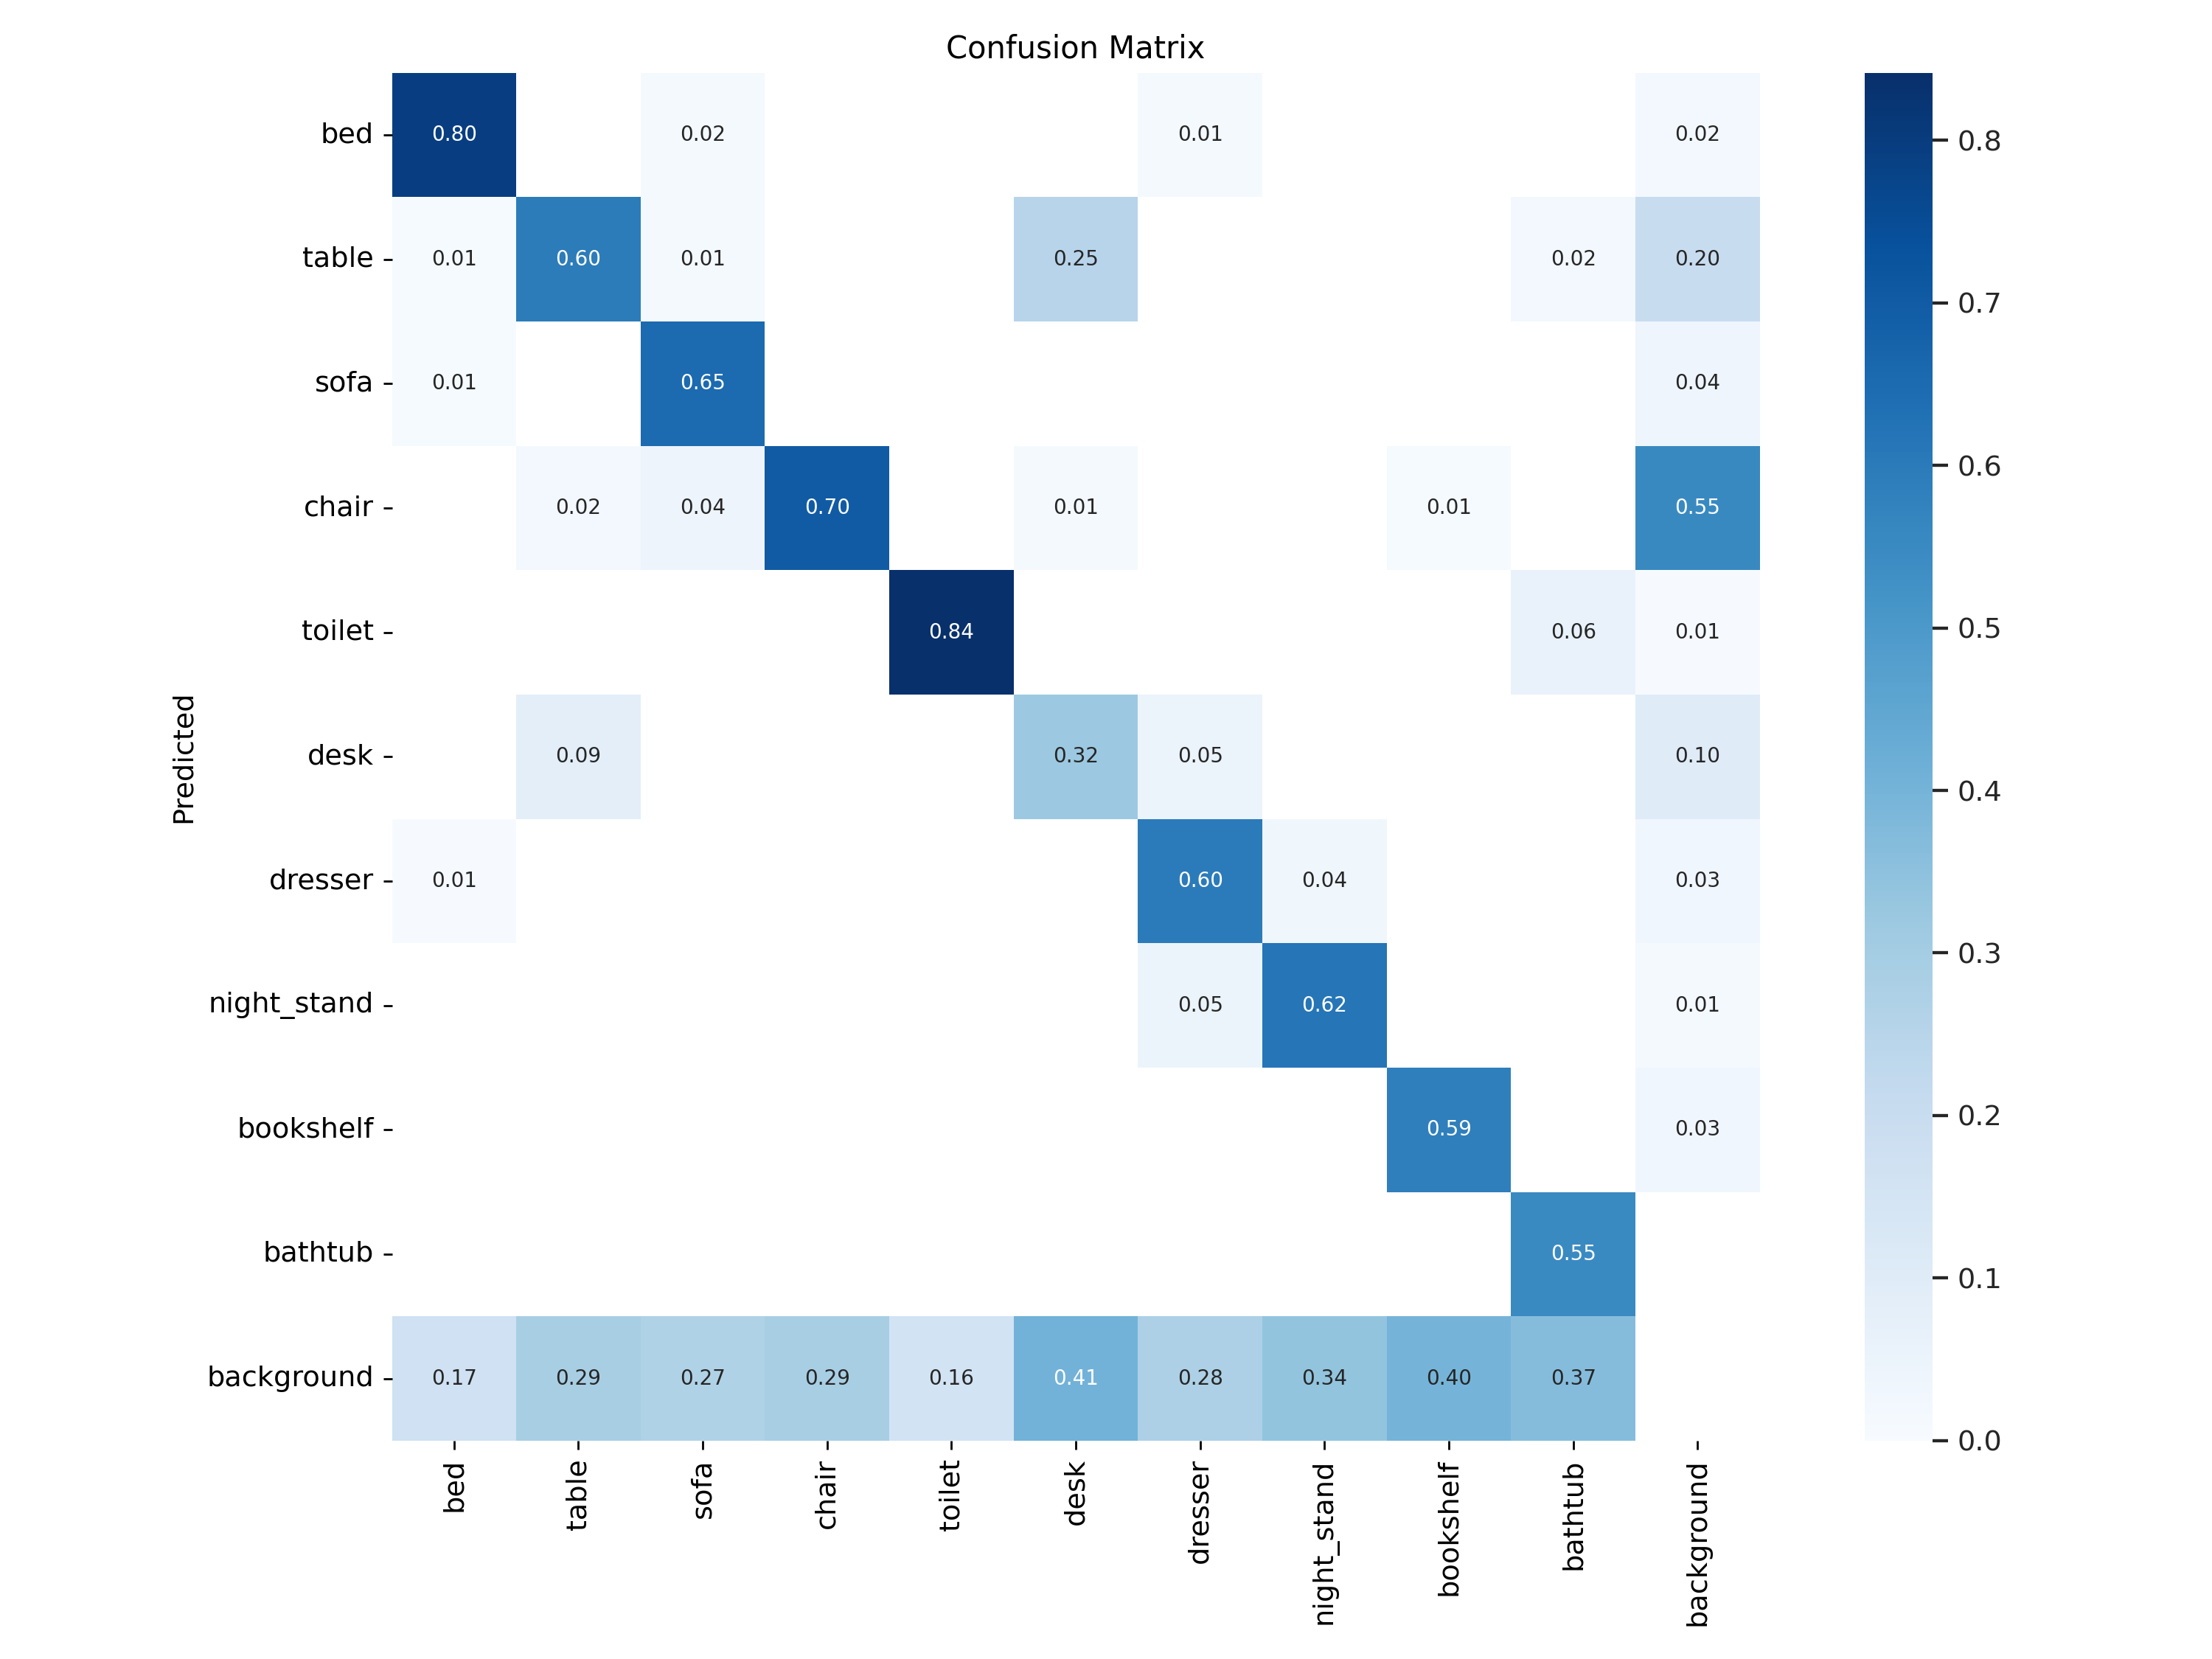 Confusion Matrix
bed 0.80 0.02 0.01 0.02
table 0.01 0.60 0.01 0.25 0.02 0.20
sofa 0.01 0.65 0.04
chair 0.02 0.04 0.70 0.01 0.01 0.55
toilet 0.84 0.06 0.01
desk 0.09 0.32 0.05 0.10
dresser 0.01 0.60 0.04 0.03
night_stand 0.05 0.62 0.01
bookshelf 0.59 0.03
bathtub 0.55
background 0.17 0.29 0.27 0.29 0.16 0.41 0.28 0.34 0.40 0.37
Predicted
bed table sofa chair toilet desk dresser night_stand bookshelf bathtub background
0.8
0.7
0.6
0.5
0.4
0.3
0.2
0.1
0.0